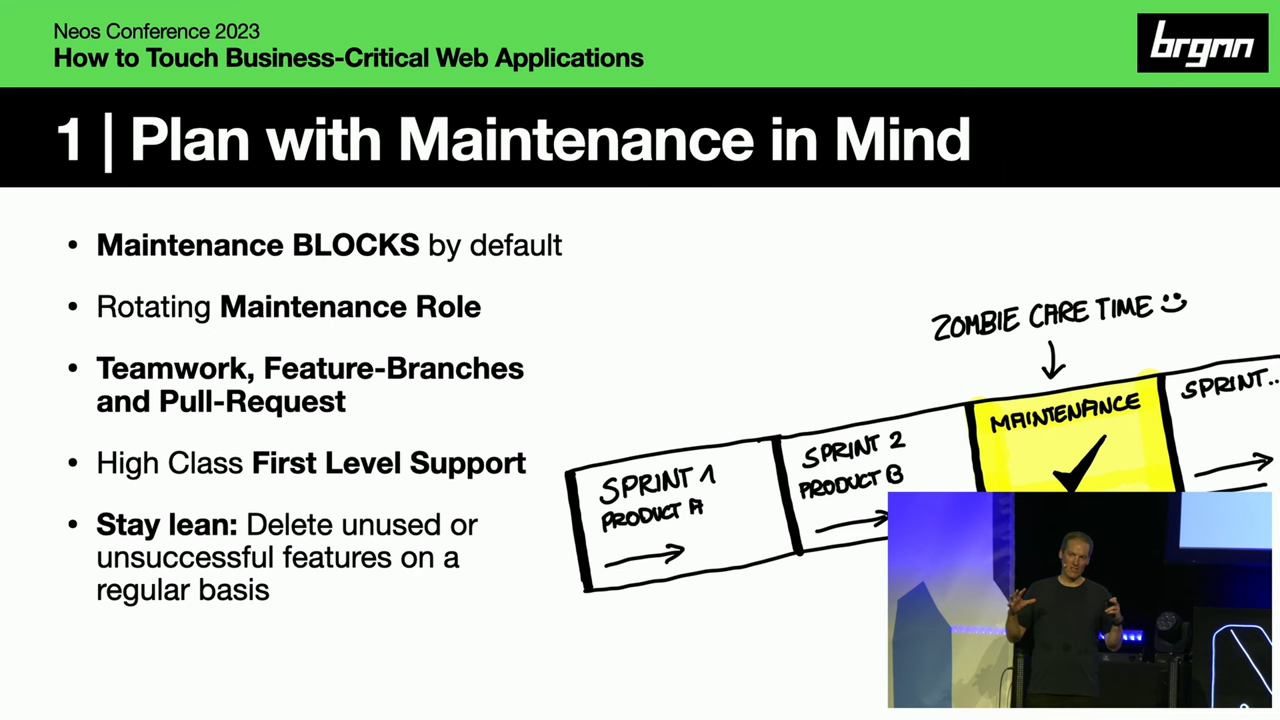 Neos Conference 2023
How to Touch Business-Critical Web Applications
brgnn
1 | Plan with Maintenance in Mind
• Maintenance BLOCKS by default
• Rotating Maintenance Role
• Teamwork, Feature-Branches
and Pull-Request
• High Class First Level Support
• Stay lean: Delete unused or
unsuccessful features on a
regular basis
ZOMBIE CARE TIME
SPRINT 1
PRODUCT A
SPRINT 2
PRODUCT B
MAINTENANCE
SPRINT..